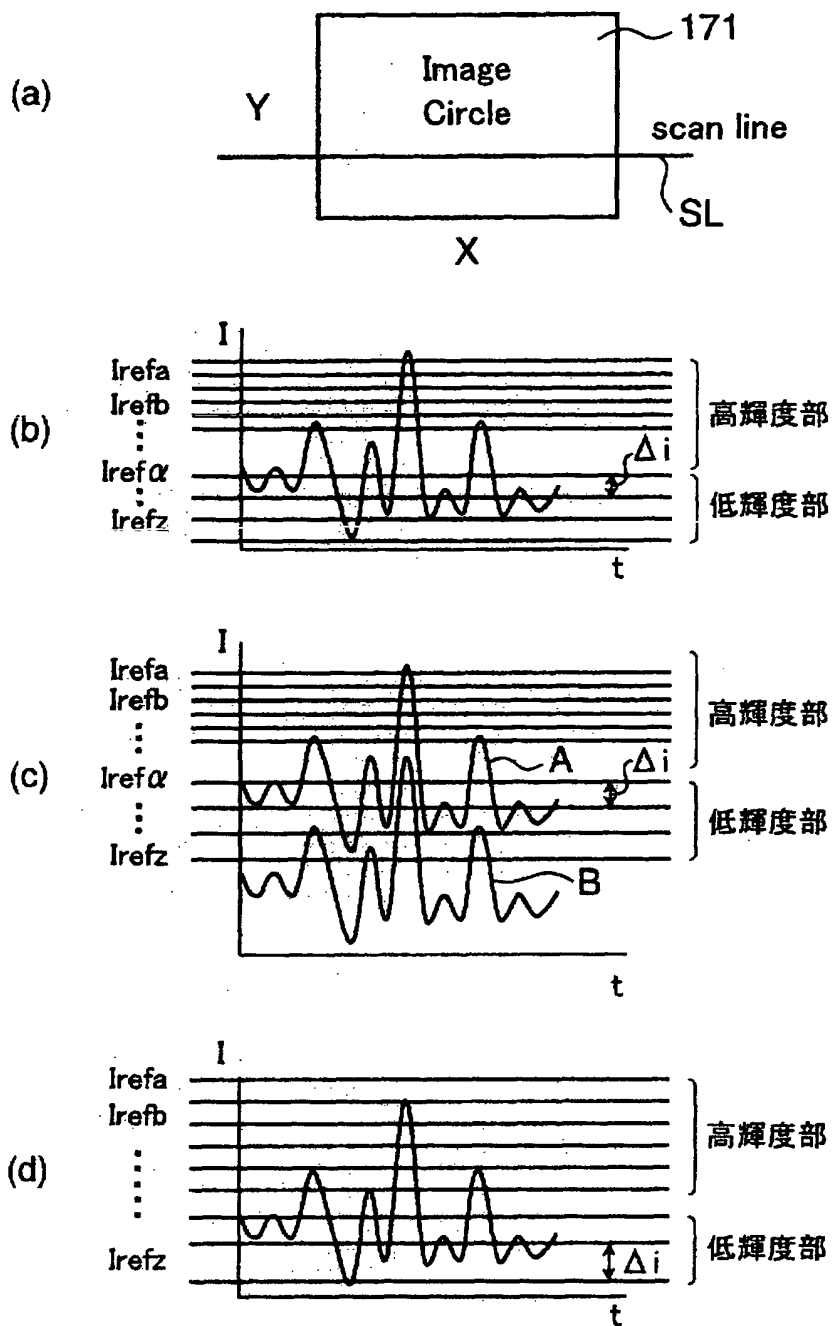 (a)
Y
Image
Circle
171
scan line
SL
X
(b)
I
Irefa
Irefb
Irefα
Irefz
高輝度部
Δi
低輝度部
t
(c)
I
Irefa
Irefb
Irefα
Irefz
A
B
高輝度部
Δi
低輝度部
t
(d)
I
Irefa
Irefb
Irefz
高輝度部
低輝度部
Δi
t